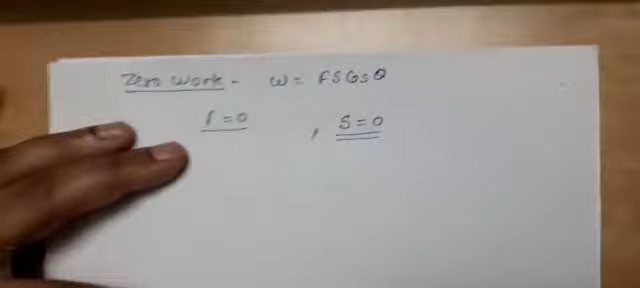 Zero Work - W = FS Cos θ
F = 0 , S = 0